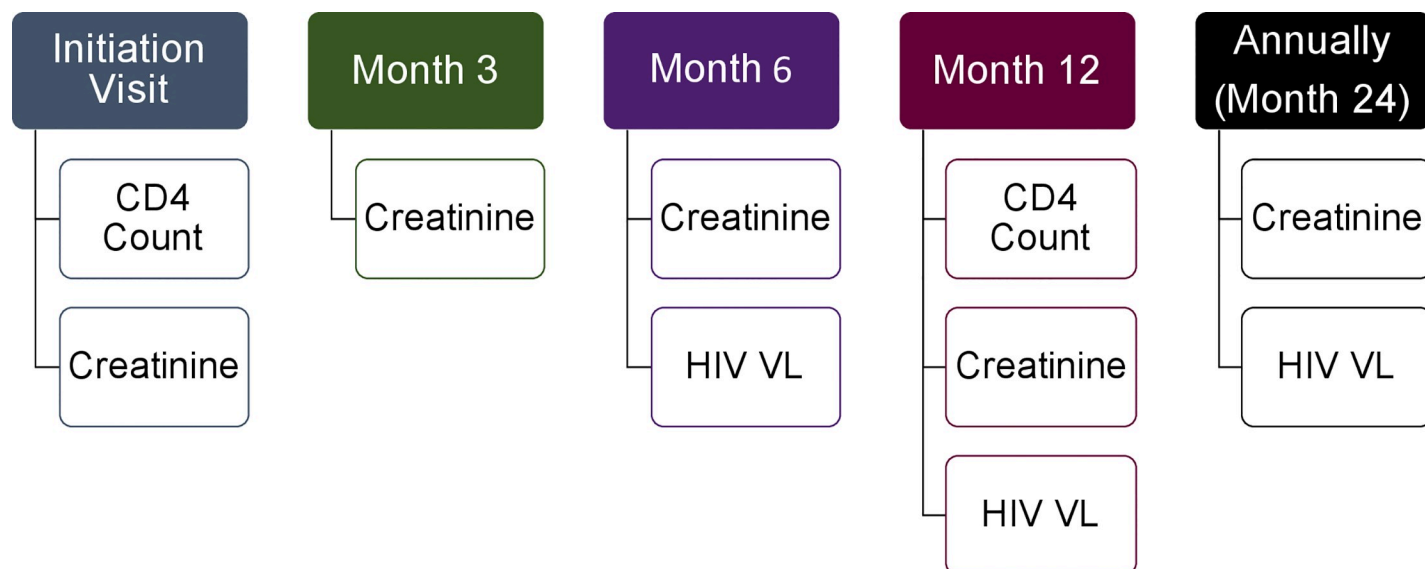 Initiation
Visit
CD4
Count
Creatinine
Month 3
Creatinine
Month 6
Creatinine
HIV VL
Month 12
CD4
Count
Creatinine
HIV VL
Annually
(Month 24)
Creatinine
HIV VL